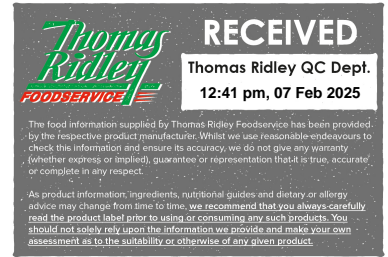 Thomas
Ridley
FOODSERVICE
RECEIVED
Thomas Ridley QC Dept.
12:41 pm, 07 Feb 2025
The food information supplied by Thomas Ridley Foodservice has been provided
by the respective product manufacturer. Whilst we use reasonable endeavours to
check this information and ensure its accuracy, we do not give any warranty
(whether express or implied), guarantee or representation that it is true, accurate
or complete in any respect.
As product information, ingredients, nutritional guides and dietary or allergy
advice may change from time to time, we recommend that you always carefully
read the product label prior to using or consuming any such products. You
should not solely rely upon the information we provide and make your own
assessment as to the suitability or otherwise of any given product.